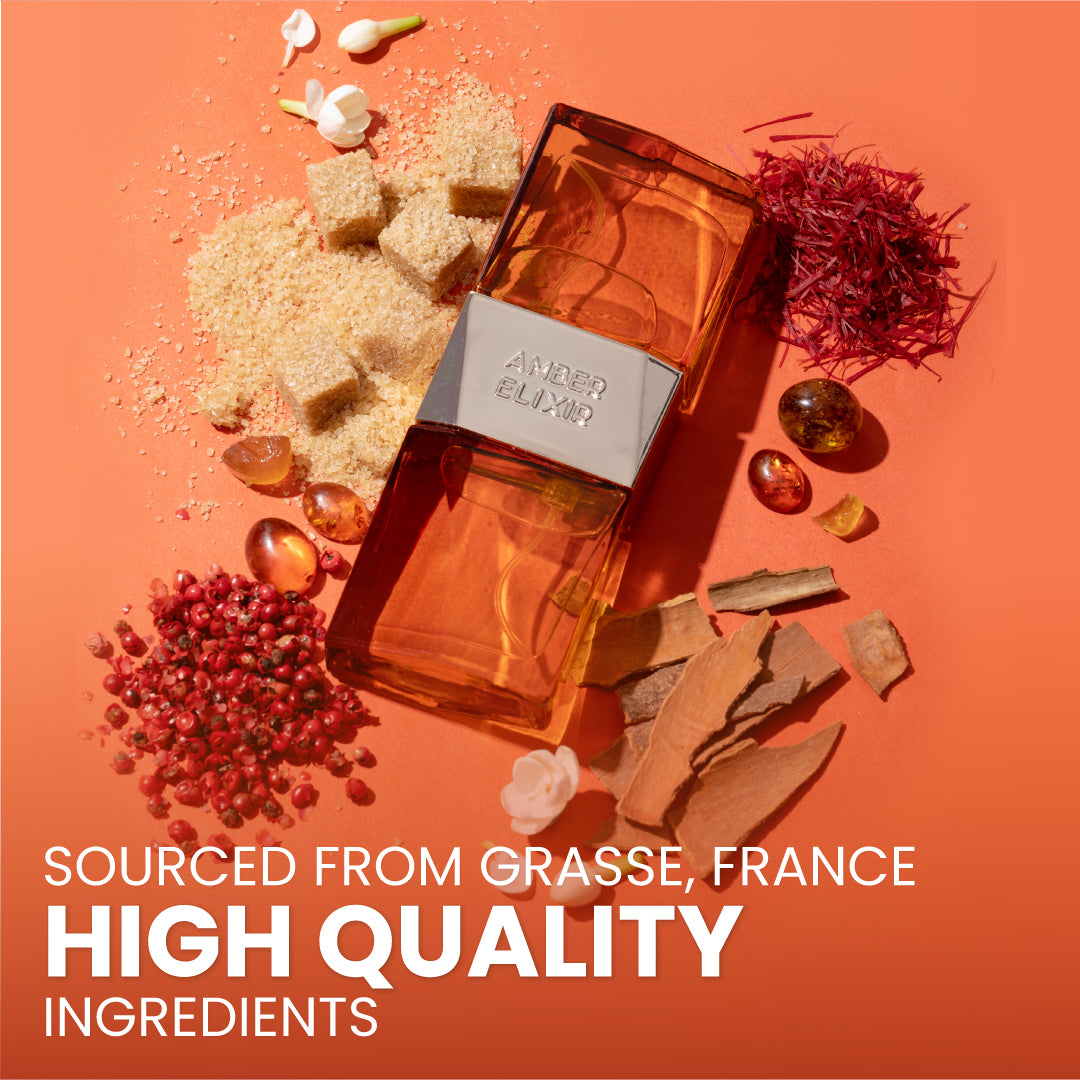 AMBER
ELIXIR
SOURCED FROM GRASSE, FRANCE
HIGH QUALITY
INGREDIENTS